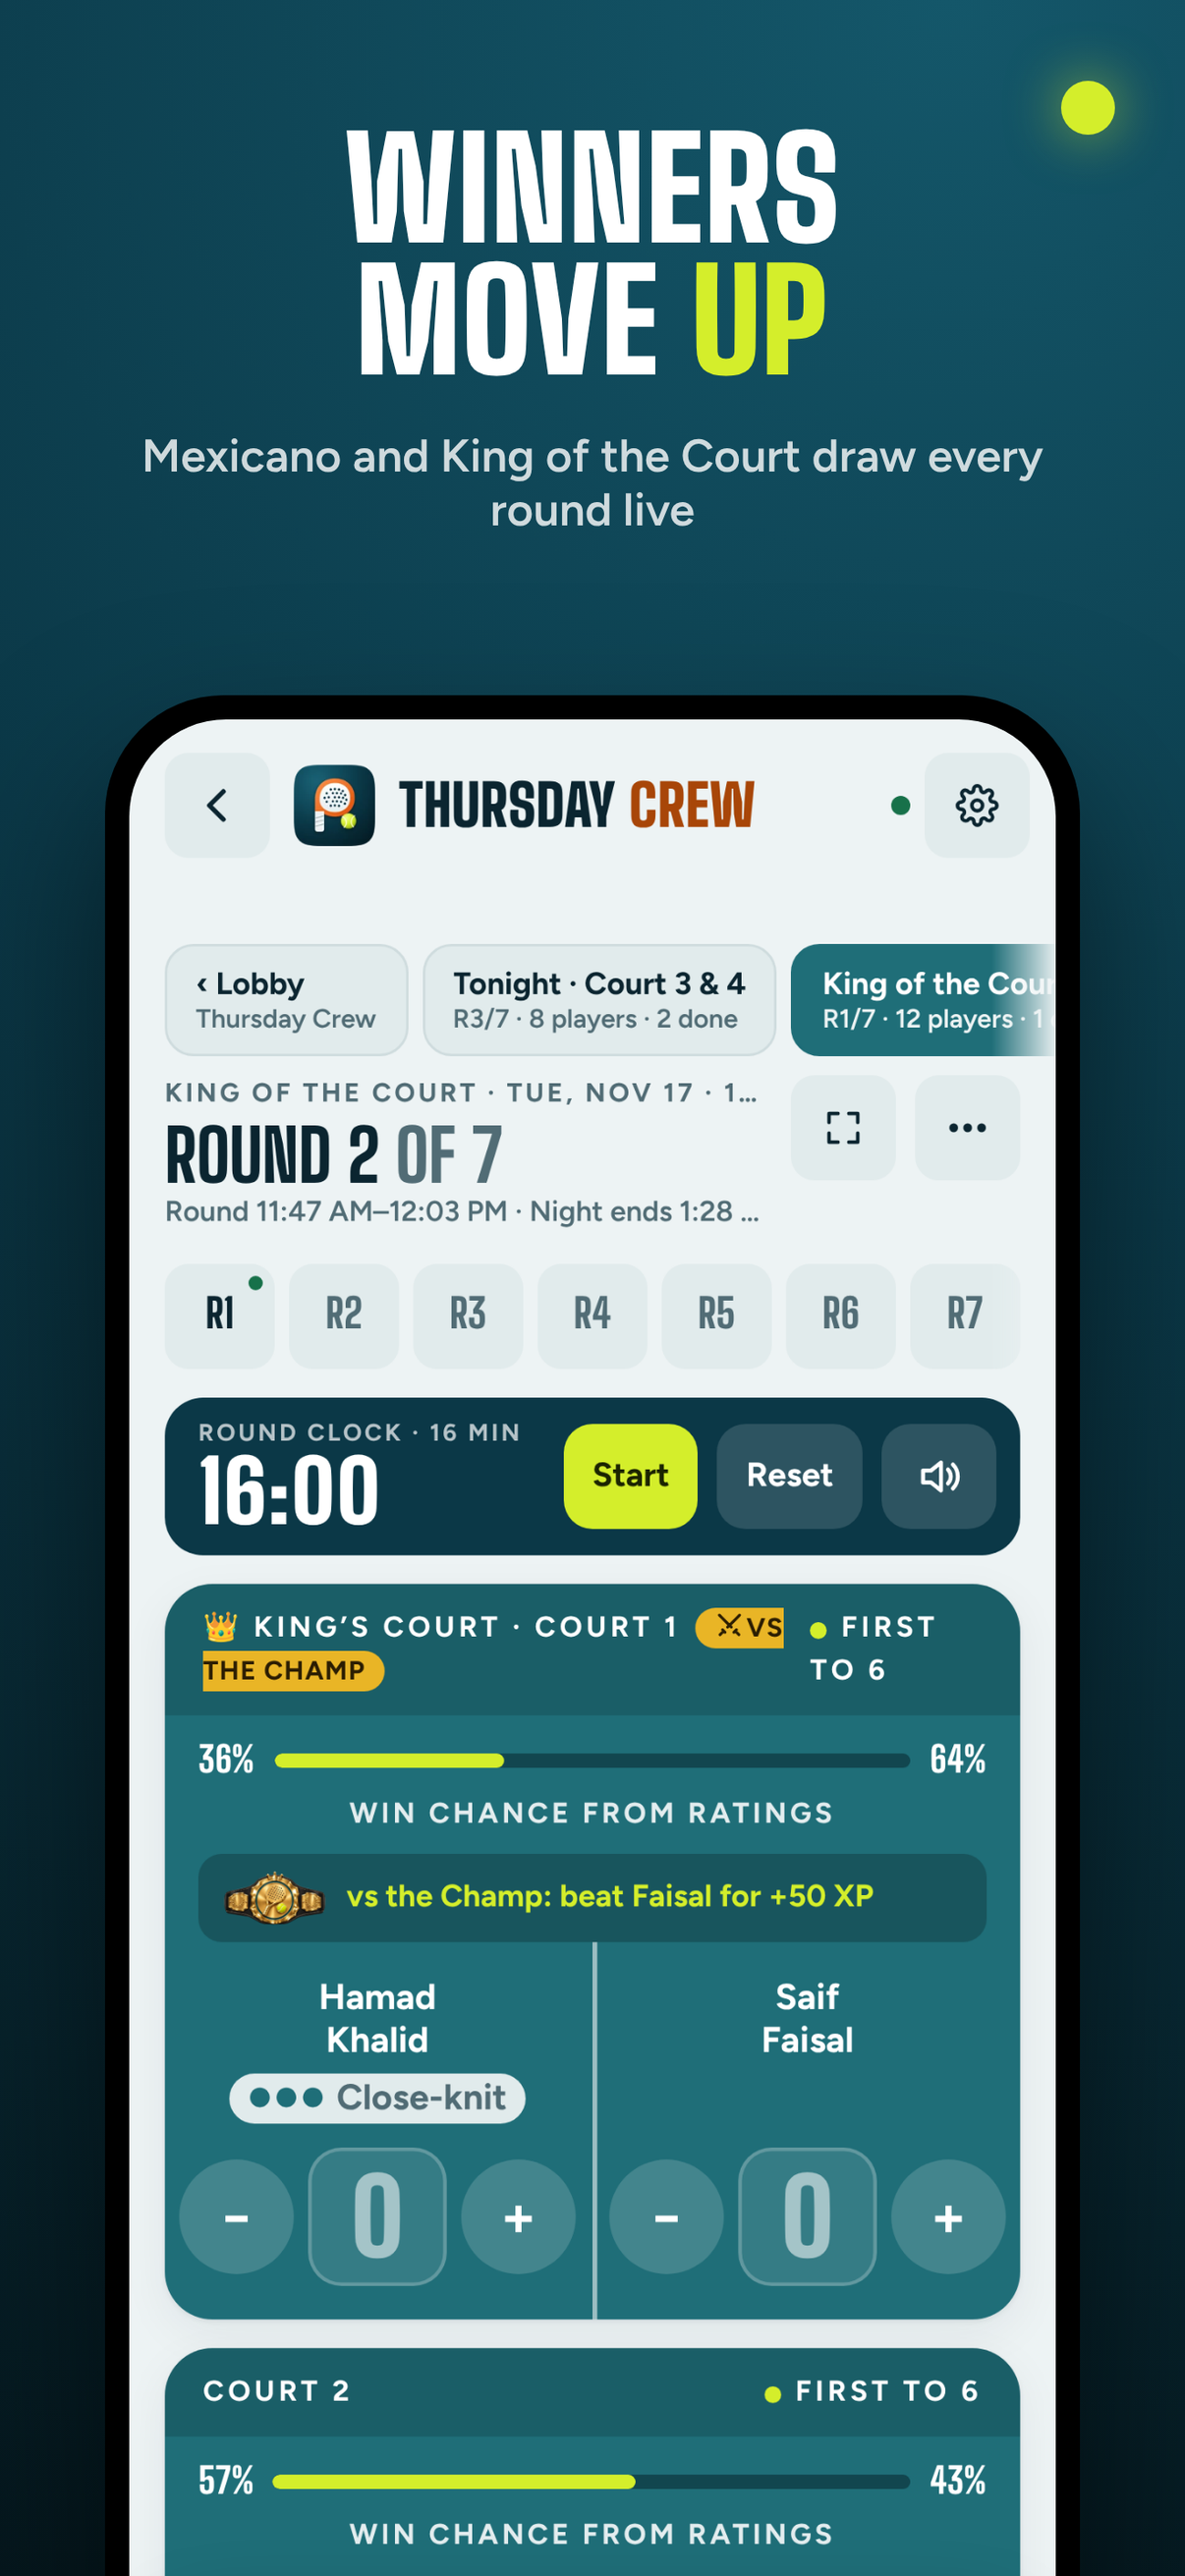 WINNERS
MOVE UP
Mexicano and King of the Court draw every
round live
THURSDAY CREW
‹ Lobby
Thursday Crew
Tonight · Court 3 & 4
R3/7 · 8 players · 2 done
King of the Cour
R1/7 · 12 players · 1
KING OF THE COURT · TUE, NOV 17 · 1…
ROUND 2 OF 7
Round 11:47 AM–12:03 PM · Night ends 1:28 …
R1 R2 R3 R4 R5 R6 R7
ROUND CLOCK · 16 MIN
16:00
Start
Reset
👑 KING’S COURT · COURT 1 ⚔VS
THE CHAMP
FIRST
TO 6
36% 64%
WIN CHANCE FROM RATINGS
vs the Champ: beat Faisal for +50 XP
Hamad
Khalid
Close-knit
Saif
Faisal
− 0 + − 0 +
COURT 2
FIRST TO 6
57% 43%
WIN CHANCE FROM RATINGS